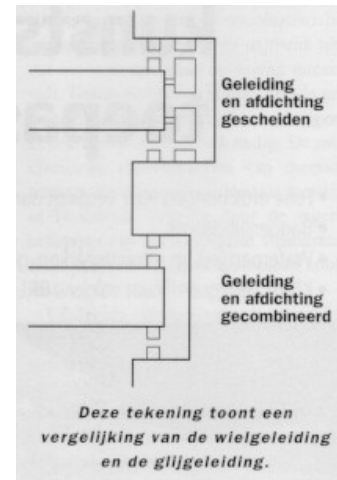 Geleiding
en afdichting
gescheiden
Geleiding
en afdichting
gecombineerd
Deze tekening toont een
vergelijking van de wielgeleiding
en de glijgeleiding.